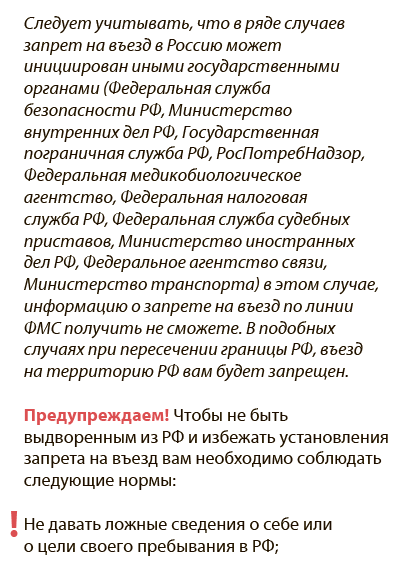 Следует учитывать, что в ряде случаев
запрет на въезд в Россию может
инициирован иными государственными
органами (Федеральная служба
безопасности РФ, Министерство
внутренних дел РФ, Государственная
пограничная служба РФ, РосПотребНадзор,
Федеральная медикобиологическое
агентство, Федеральная налоговая
служба РФ, Федеральная служба судебных
приставов, Министерство иностранных
дел РФ, Федеральное агентство связи,
Министерство транспорта) в этом случае,
информацию о запрете на въезд по линии
ФМС получить не сможете. В подобных
случаях при пересечении границы РФ, въезд
на территорию РФ вам будет запрещен.
Предупреждаем! Чтобы не быть
выдворенным из РФ и избежать установления
запрета на въезд вам необходимо соблюдать
следующие нормы:
! Не давать ложные сведения о себе или
о цели своего пребывания в РФ;